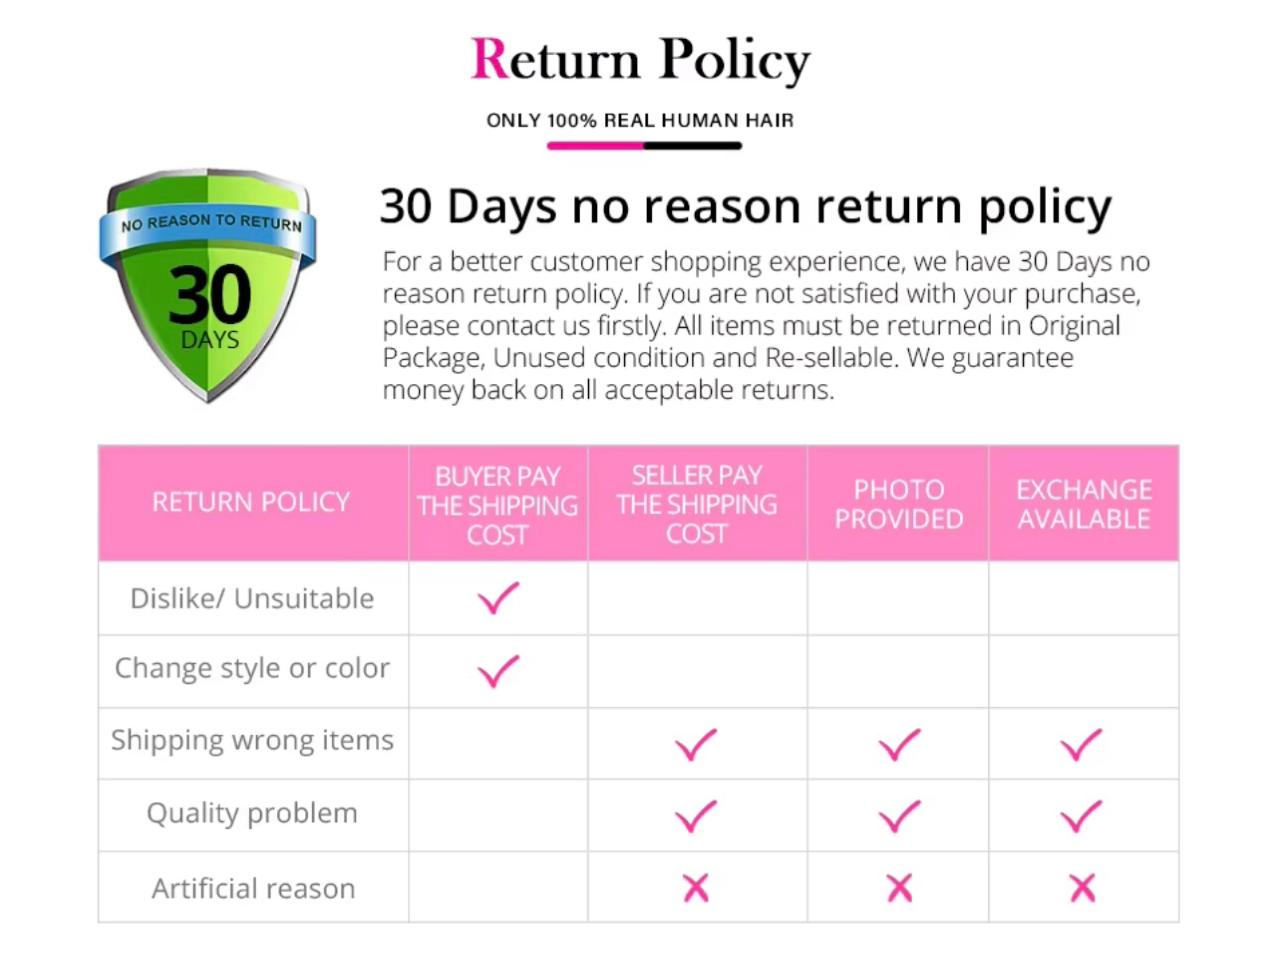 Return Policy
ONLY 100% REAL HUMAN HAIR
NO REASON TO RETURN
30
DAYS
30 Days no reason return policy
For a better customer shopping experience, we have 30 Days no
reason return policy. If you are not satisfied with your purchase,
please contact us firstly. All items must be returned in Original
Package, Unused condition and Re-sellable. We guarantee
money back on all acceptable returns.
RETURN POLICY
BUYER PAY
THE SHIPPING
COST
SELLER PAY
THE SHIPPING
COST
PHOTO
PROVIDED
EXCHANGE
AVAILABLE
Dislike/ Unsuitable
Change style or color
Shipping wrong items
Quality problem
Artificial reason